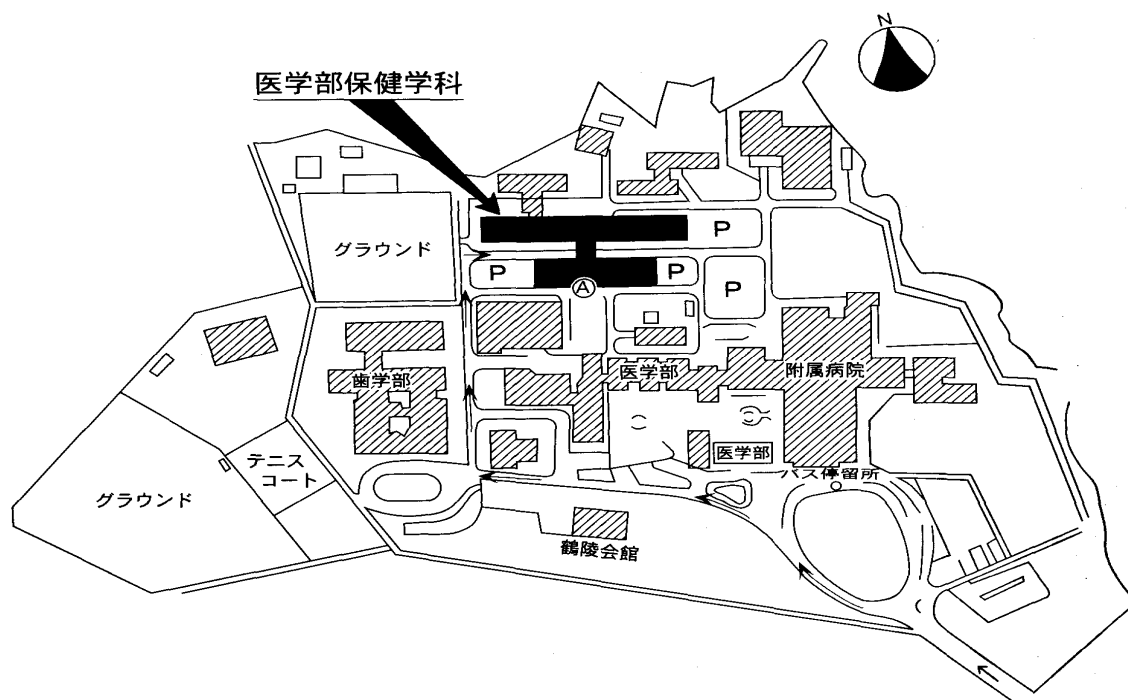 N
医学部保健学科
グラウンド
P
P
P
P
A
歯学部
医学部
附属病院
テニス
コート
グラウンド
医学部
バス停留所
鶴陵会館